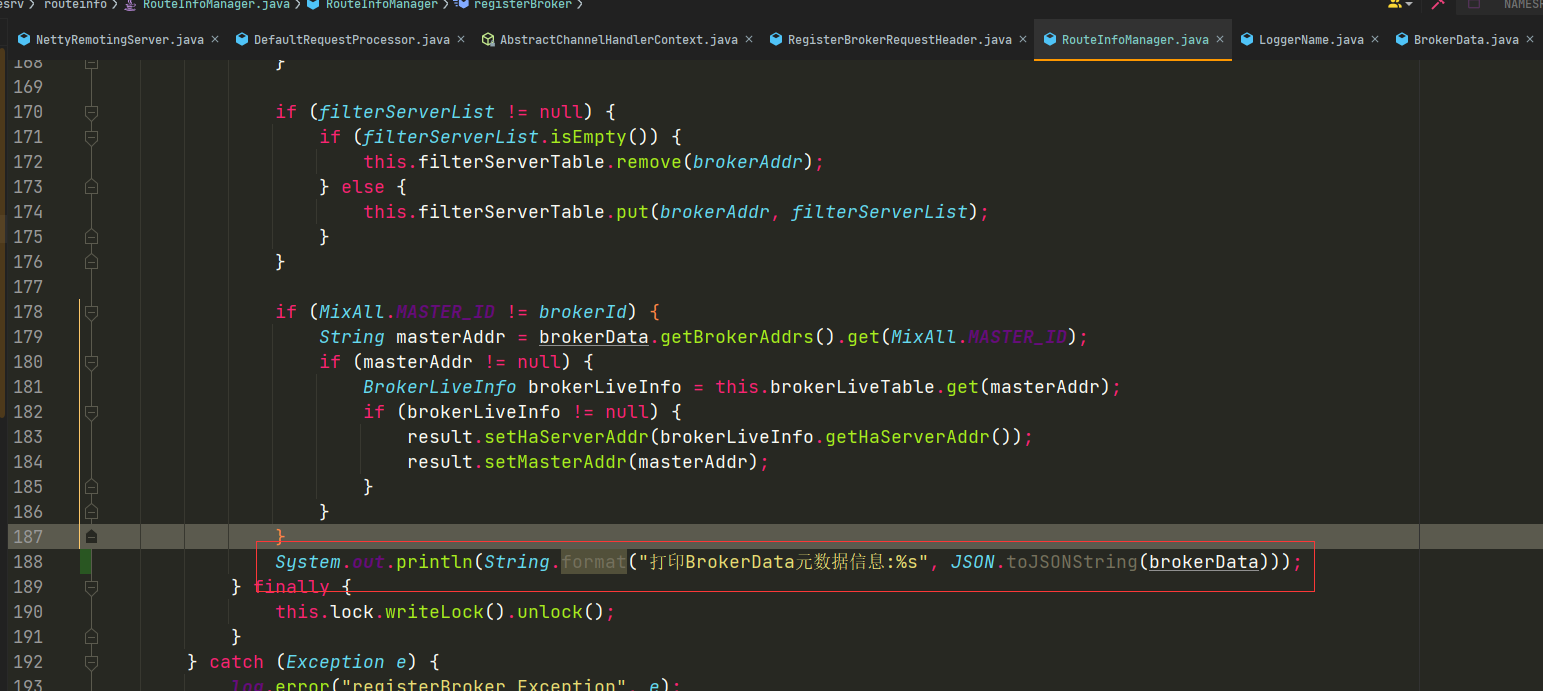 esrv > routeinfo > RouteInfoManager.java > RouteInfoManager > registerBroker >
NAMESR
NettyRemotingServer.java × DefaultRequestProcessor.java × AbstractChannelHandlerContext.java × RegisterBrokerRequestHeader.java × RouteInfoManager.java × LoggerName.java × BrokerData.java ×
168 }
169
170 if (filterServerList != null) {
171 if (filterServerList.isEmpty()) {
172 this.filterServerTable.remove(brokerAddr);
173 } else {
174 this.filterServerTable.put(brokerAddr, filterServerList);
175 }
176 }
177
178 if (MixAll.MASTER_ID != brokerId) {
179 String masterAddr = brokerData.getBrokerAddrs().get(MixAll.MASTER_ID);
180 if (masterAddr != null) {
181 BrokerLiveInfo brokerLiveInfo = this.brokerLiveTable.get(masterAddr);
182 if (brokerLiveInfo != null) {
183 result.setHaServerAddr(brokerLiveInfo.getHaServerAddr());
184 result.setMasterAddr(masterAddr);
185 }
186 }
187 }
188 System.out.println(String.format("打印BrokerData元数据信息:%s", JSON.toJSONString(brokerData)));
189 } finally {
190 this.lock.writeLock().unlock();
191 }
192 } catch (Exception e) {
193 log.error("registerBroker Exception", e);